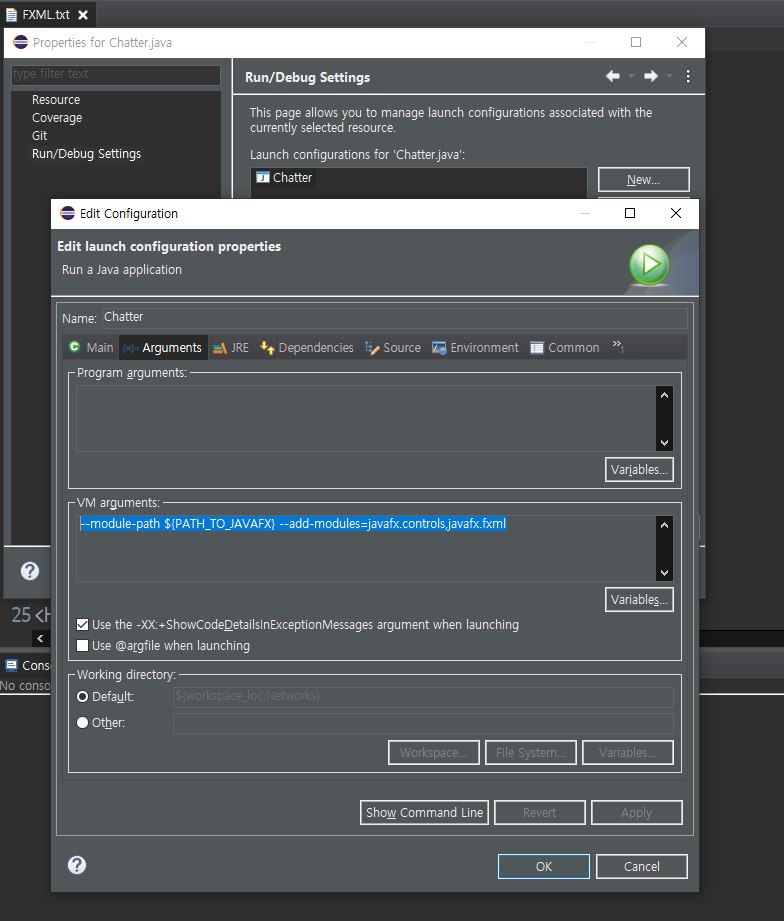 FXML.txt
Properties for Chatter.java
type filter text
Resource
Coverage
Git
Run/Debug Settings
Run/Debug Settings
This page allows you to manage launch configurations associated with the
currently selected resource.
Launch configurations for 'Chatter.java':
Chatter
New...
Edit Configuration
Edit launch configuration properties
Run a Java application
Name: Chatter
Main
(x)= Arguments
JRE
Dependencies
Source
Environment
Common
»1
Program arguments:
Variables...
VM arguments:
--module-path ${PATH_TO_JAVAFX} --add-modules=javafx.controls,javafx.fxml
Variables...
Use the -XX:+ShowCodeDetailsInExceptionMessages argument when launching
Use @argfile when launching
Working directory:
Default: ${workspace_loc:Networks}
Other:
Workspace... File System... Variables...
Show Command Line Revert Apply
OK Cancel
25 <H
Conso
No conso